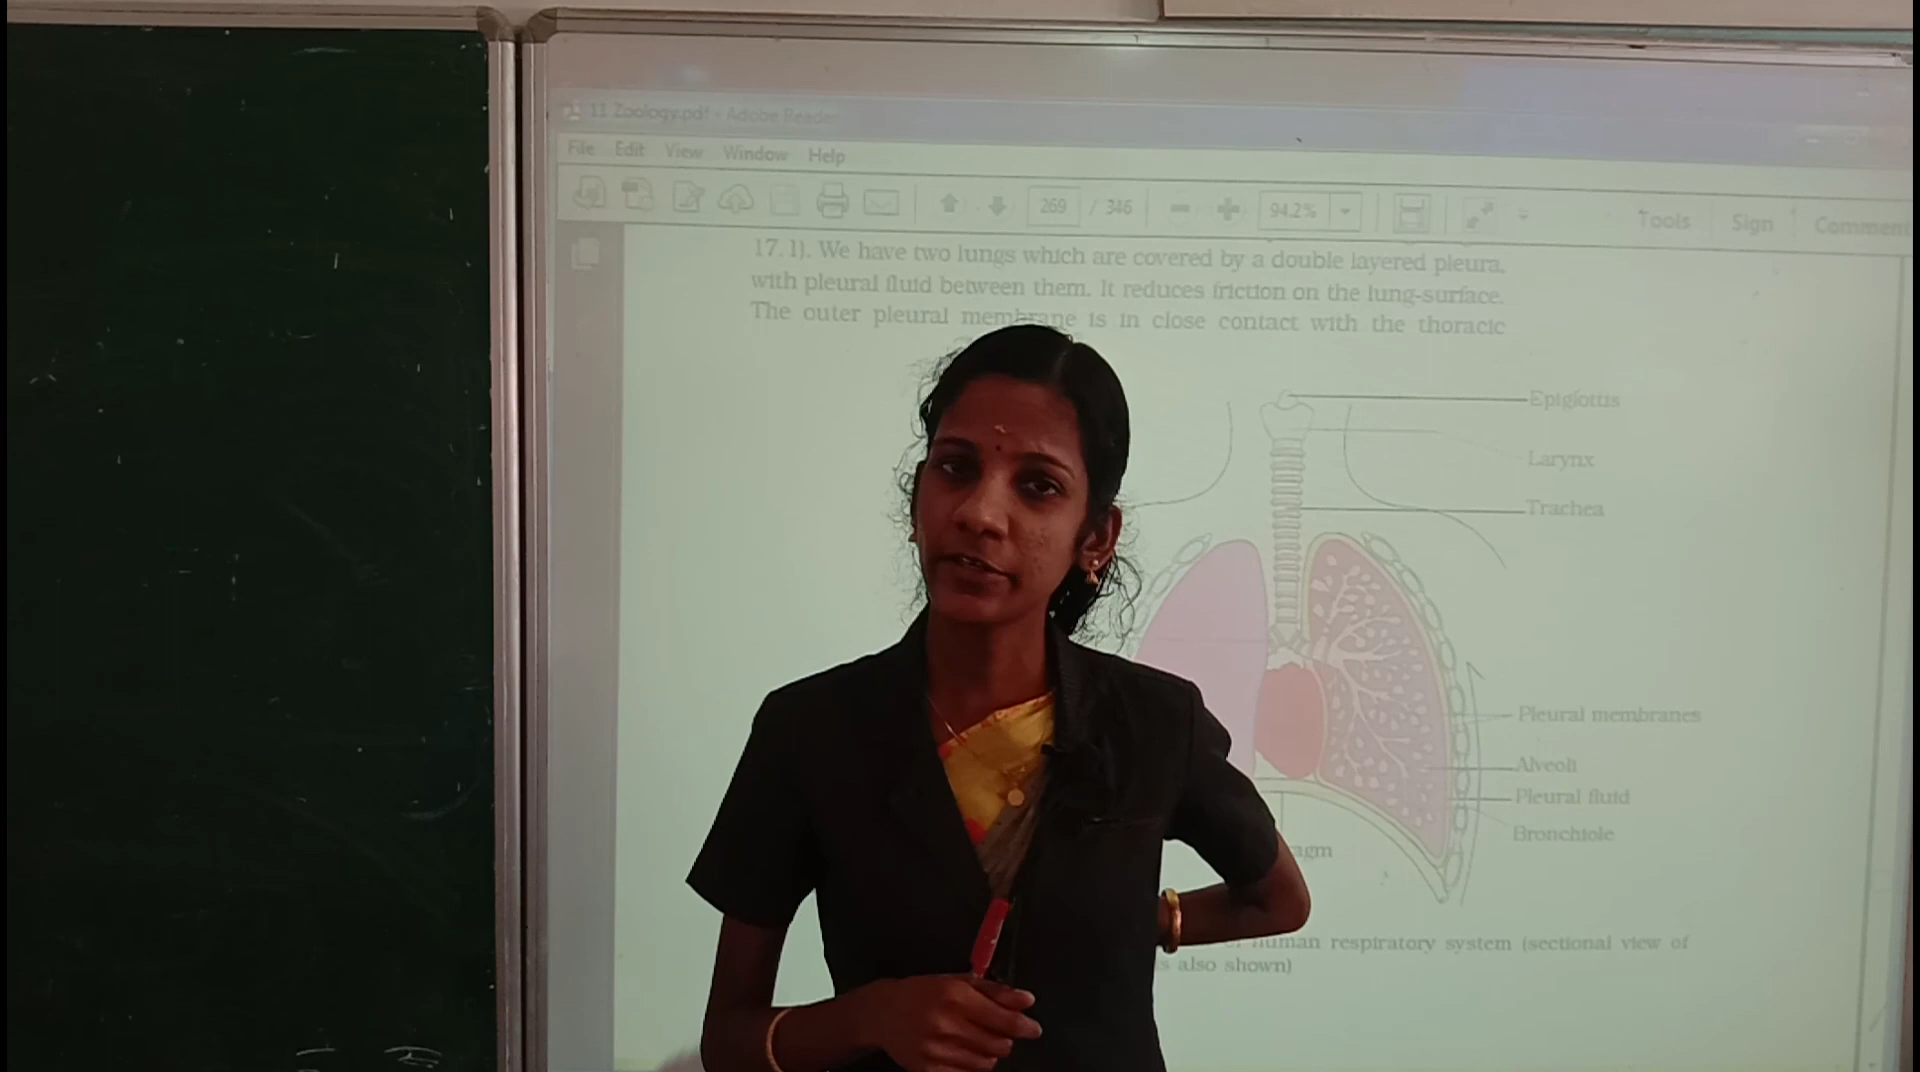 11 Zoology.pdf - Adobe Reader
File Edit View Window Help
269 / 346 94.2% Tools Sign Commen
17.1). We have two lungs which are covered by a double layered pleura,
with pleural fluid between them. It reduces friction on the lung-surface.
The outer pleural membrane is in close contact with the thoracic
Epiglottis
Larynx
Trachea
Pleural membranes
Alveoli
Pleural fluid
Bronchiole
agm
human respiratory system (sectional view of
s also shown)